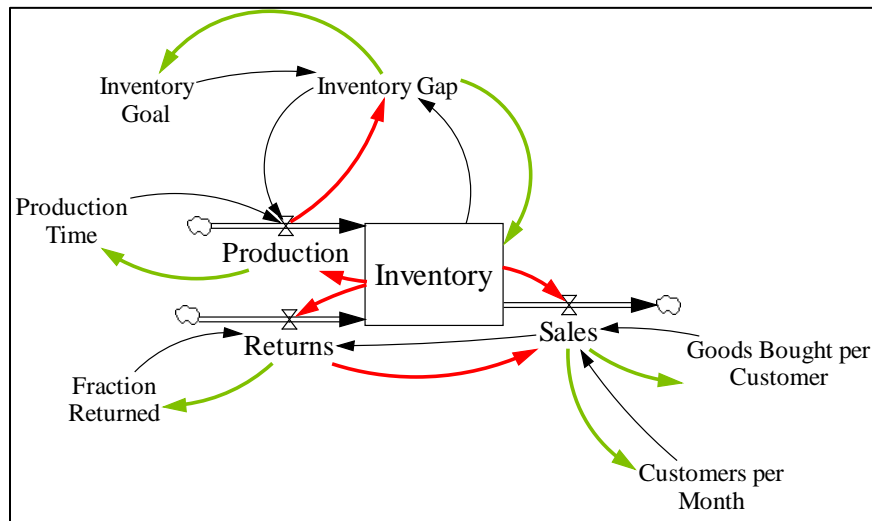 Inventory
Goal
Inventory Gap
Production
Time
Production
Inventory
Returns
Sales
Fraction
Returned
Goods Bought per
Customer
Customers per
Month